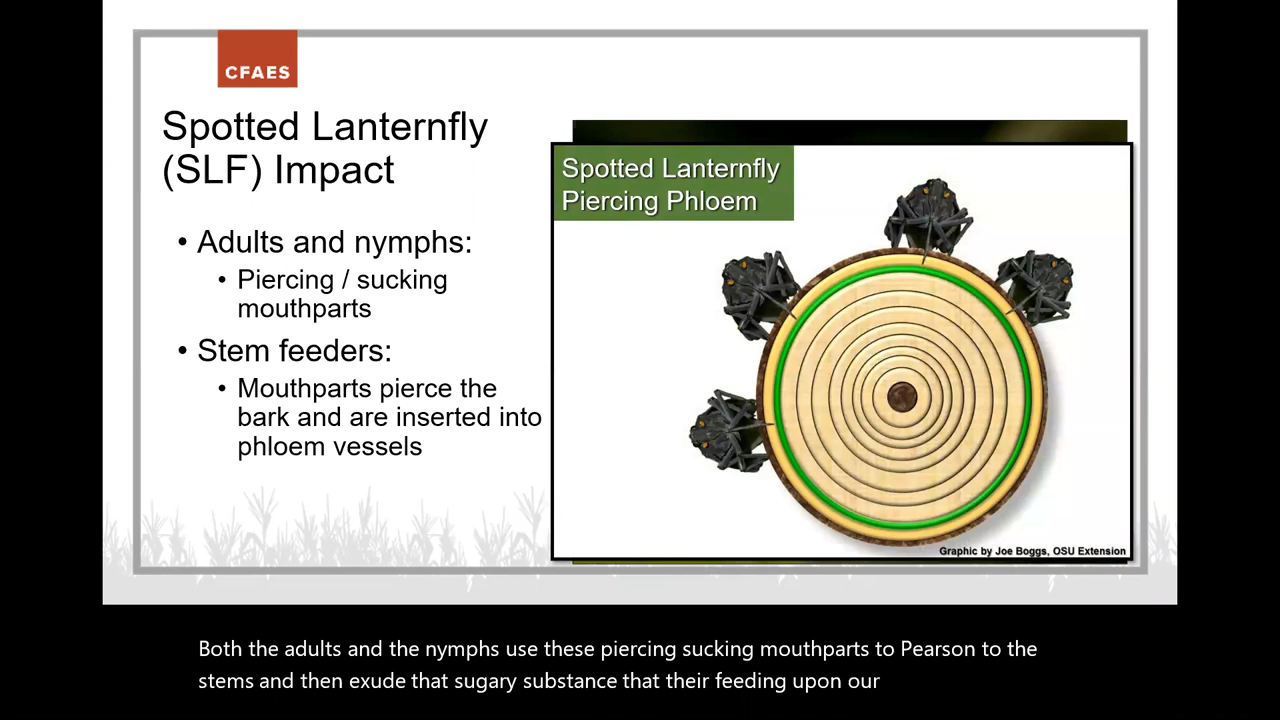 CFAES
Spotted Lanternfly
(SLF) Impact
• Adults and nymphs:
• Piercing / sucking
mouthparts
• Stem feeders:
• Mouthparts pierce the
bark and are inserted into
phloem vessels
Spotted Lanternfly
Piercing Phloem
Graphic by Joe Boggs, OSU Extension
Both the adults and the nymphs use these piercing sucking mouthparts to Pearson to the
stems and then exude that sugary substance that their feeding upon our